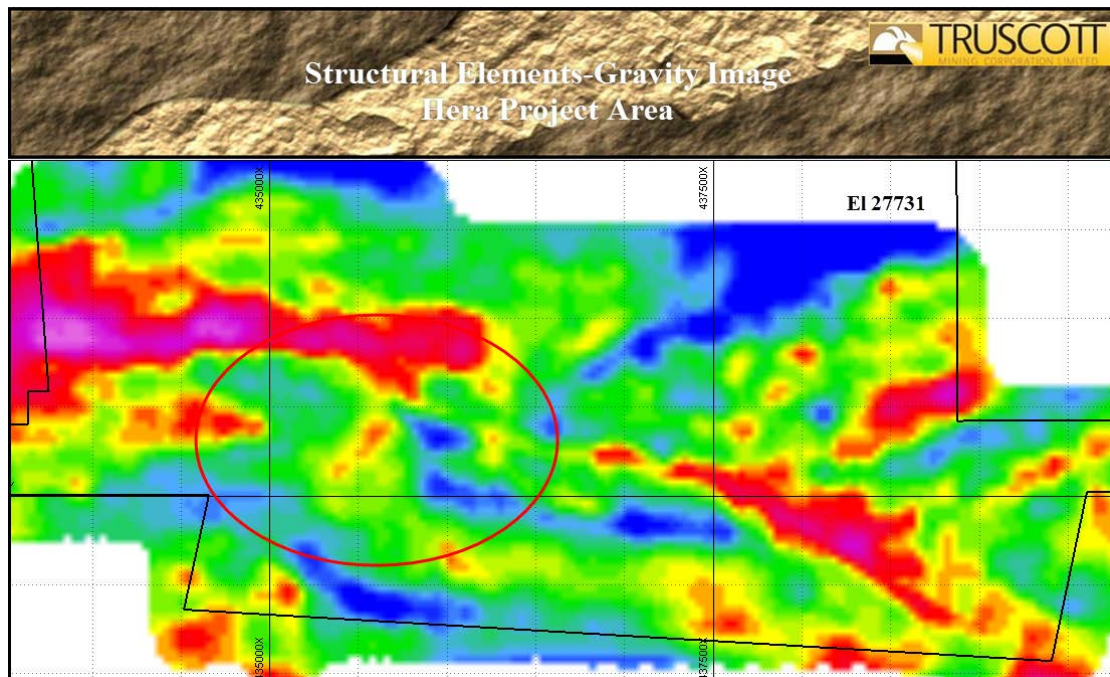 TRUSCOTT
MINING CORPORATION LIMITED
Structural Elements-Gravity Image
Hera Project Area
435000X
437500X
El 27731
435000X
437500X